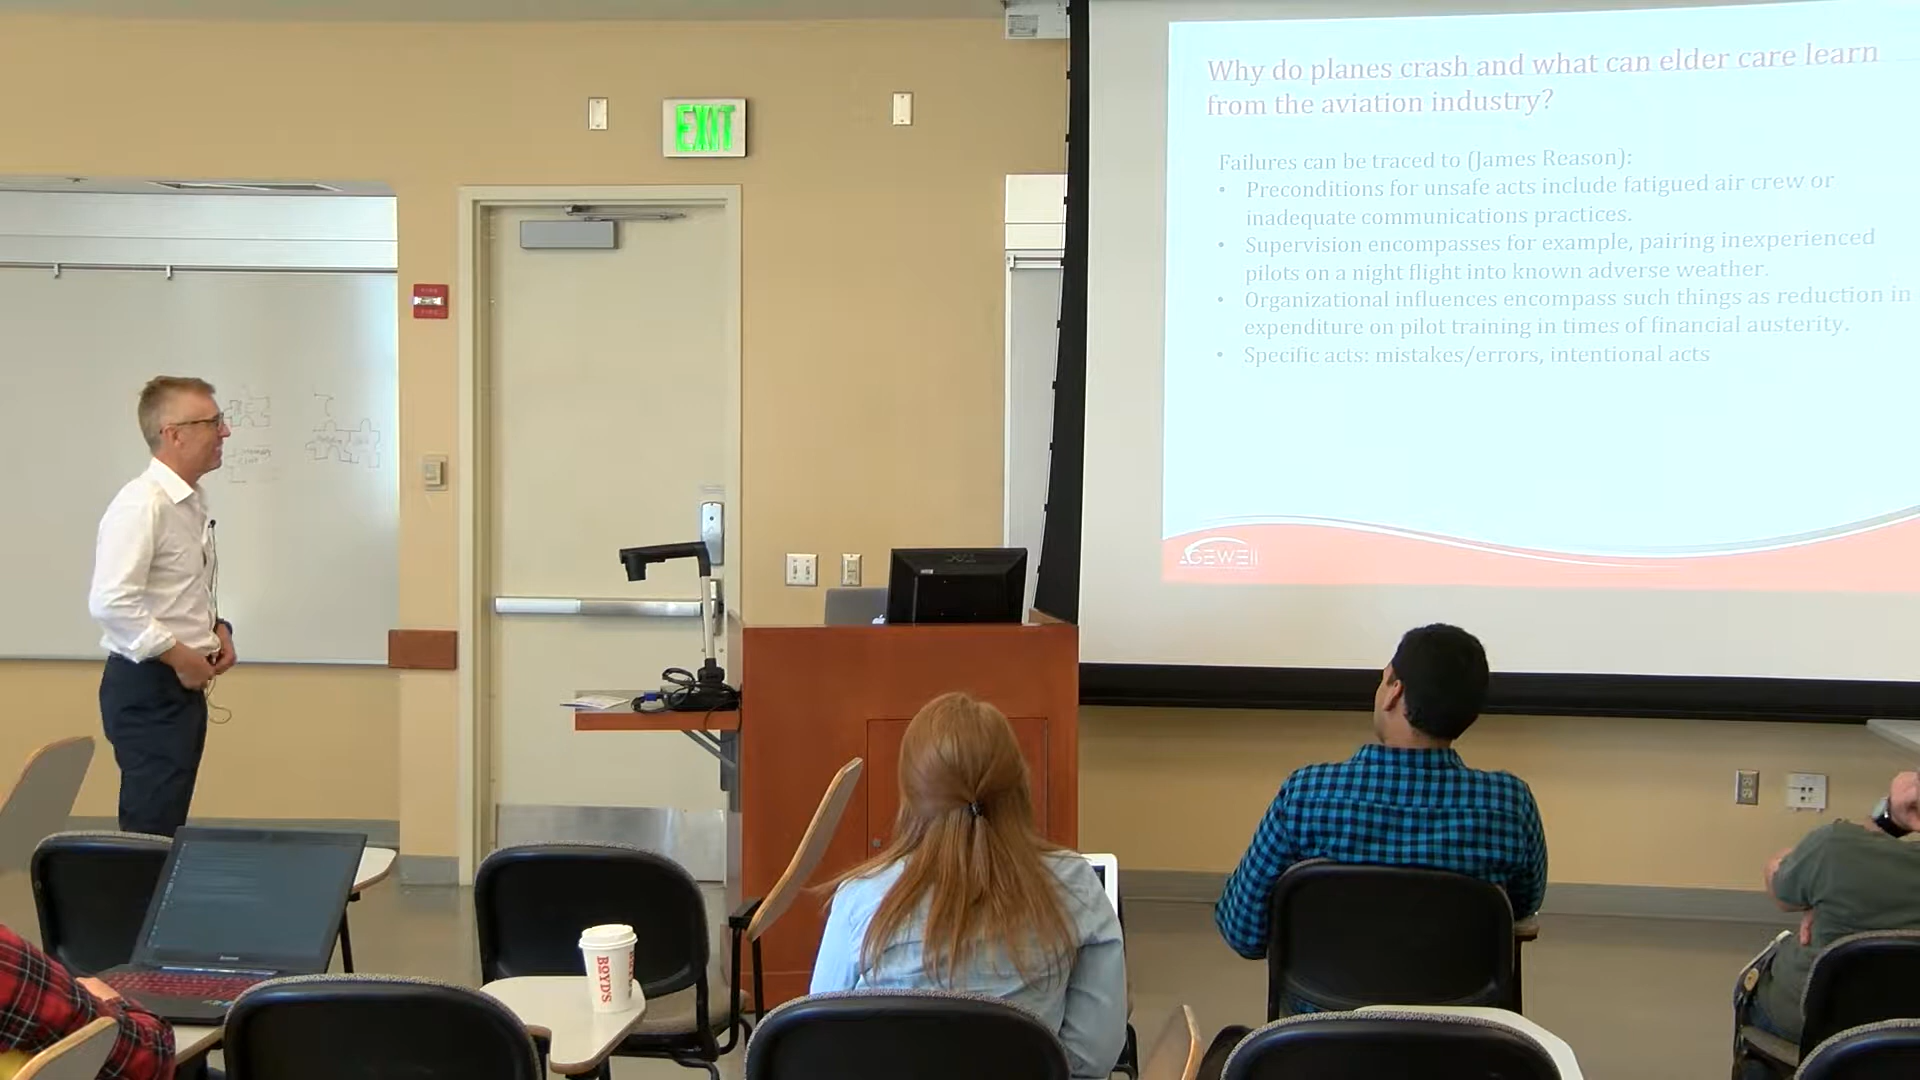 EXIT
Why do planes crash and what can elder care learn
from the aviation industry?
Failures can be traced to (James Reason):
• Preconditions for unsafe acts include fatigued air crew or
inadequate communications practices.
• Supervision encompasses for example, pairing inexperienced
pilots on a night flight into known adverse weather.
• Organizational influences encompass such things as reduction in
expenditure on pilot training in times of financial austerity.
• Specific acts: mistakes/errors, intentional acts
AGEWEll
BOYD'S